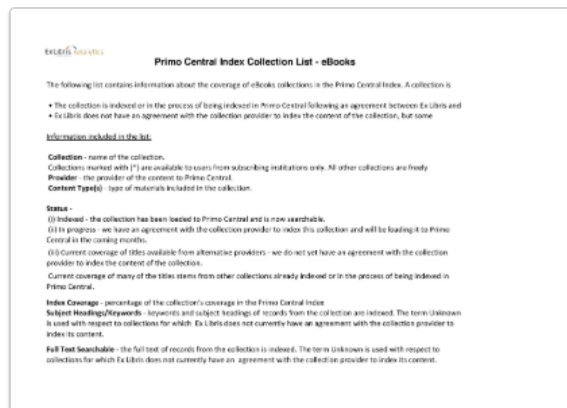 ExLibris Analytics
Primo Central Index Collection List - eBooks
The following list contains information about the coverage of eBooks collections in the Primo Central Index. A collection is
• The collection is indexed or in the process of being indexed in Primo Central following an agreement between Ex Libris and
• Ex Libris does not have an agreement with the collection provider to index the content of the collection, but some
Information included in the list:
Collection - name of the collection.
Collections marked with (*) are available to users from subscribing institutions only. All other collections are freely
Provider - the provider of the content to Primo Central.
Content Type(s) - type of materials included in the collection.
Status -
(i) Indexed - the collection has been loaded to Primo Central and is now searchable.
(ii) In progress - we have an agreement with the collection provider to index this collection and will be loading it to Primo
Central in the coming months.
(iii) Current coverage of titles available from alternative providers - we do not yet have an agreement with the collection
provider to index the content of the collection.
Current coverage of many of the titles stems from other collections already indexed or in the process of being indexed in
Primo Central.
Index Coverage - percentage of the collection's coverage in the Primo Central Index
Subject Headings/Keywords - keywords and subject headings of records from the collection are indexed. The term Unknown
is used with respect to collections for which Ex Libris does not currently have an agreement with the collection provider to
index its content.
Full Text Searchable - the full text of records from the collection is indexed. The term Unknown is used with respect to
collections for which Ex Libris does not currently have an agreement with the collection provider to index its content.